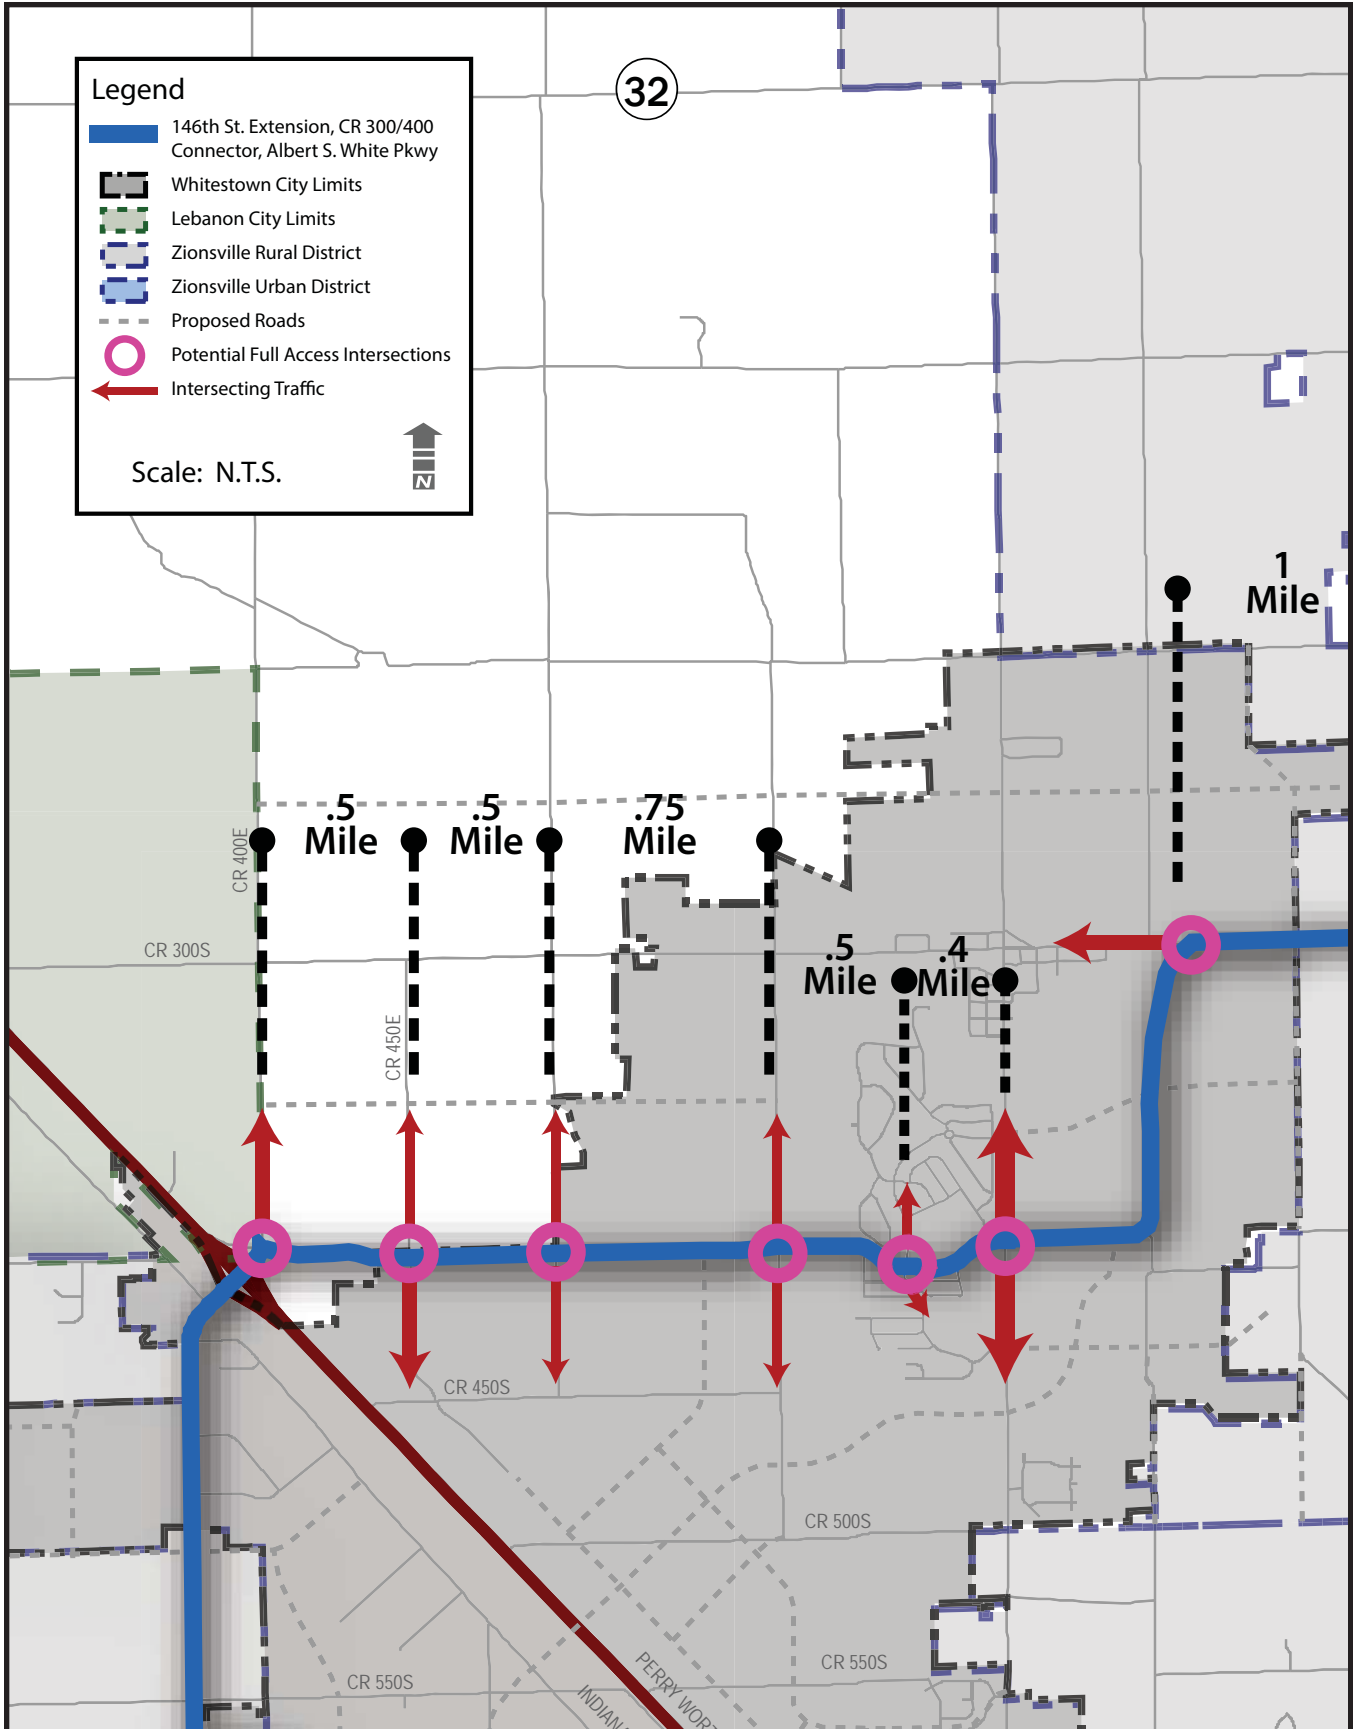 32
Legend
146th St. Extension, CR 300/400
Connector, Albert S. White Pkwy
Whitestown City Limits
Lebanon City Limits
Zionsville Rural District
Zionsville Urban District
Proposed Roads
Potential Full Access Intersections
Intersecting Traffic
Scale: N.T.S.
N
1
Mile
.5
Mile
.5
Mile
.75
Mile
CR 400E
CR 300S
.5
Mile
.4
Mile
CR 450E
CR 450S
CR 500S
CR 550S
CR 550S
PERRY